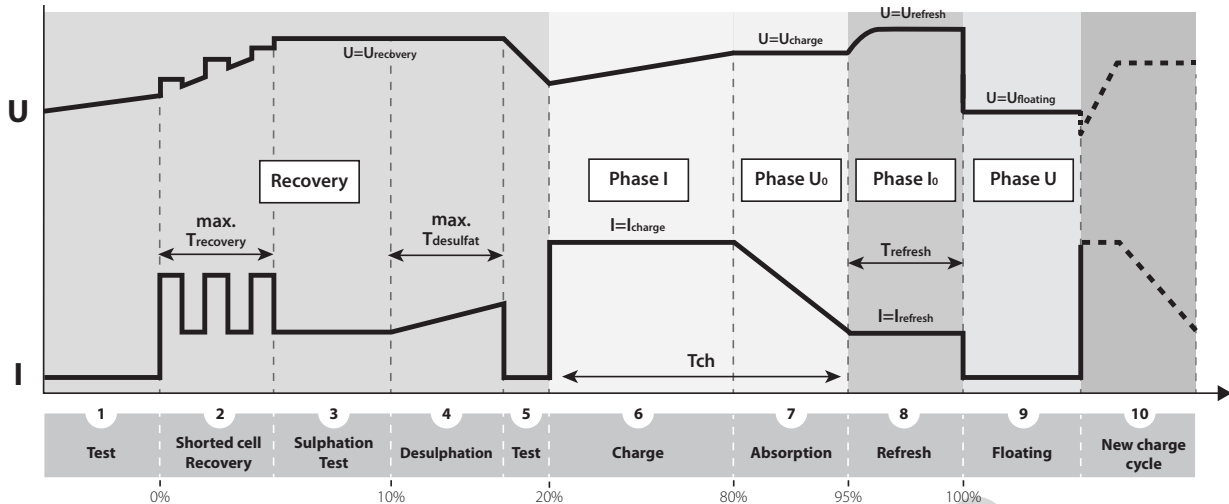 U=Urefresh
U=Urecovery
U=Ucharge
U
U=Ufloating
Recovery
Phase I
Phase U0
Phase I0
Phase U
max.
Trecovery
max.
Tdesulfat
I=Icharge
Trefresh
I=Irefresh
Tch
I
1 2 3 4 5 6 7 8 9 10
Test
Shorted cell
Recovery
Sulphation
Test
Desulphation
Test
Charge
Absorption
Refresh
Floating
New charge
cycle
0% 10% 20% 80% 95% 100%